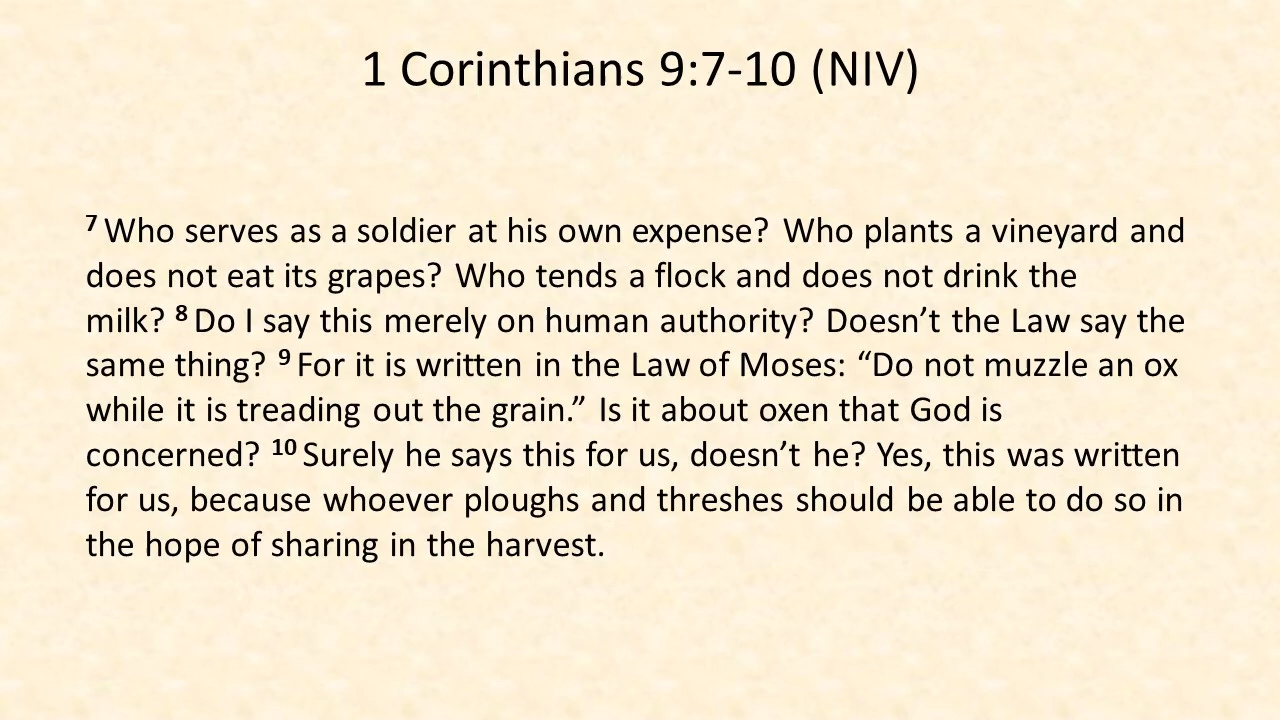 1 Corinthians 9:7-10 (NIV)
7 Who serves as a soldier at his own expense? Who plants a vineyard and
does not eat its grapes? Who tends a flock and does not drink the
milk? 8 Do I say this merely on human authority? Doesn’t the Law say the
same thing? 9 For it is written in the Law of Moses: “Do not muzzle an ox
while it is treading out the grain.” Is it about oxen that God is
concerned? 10 Surely he says this for us, doesn’t he? Yes, this was written
for us, because whoever ploughs and threshes should be able to do so in
the hope of sharing in the harvest.